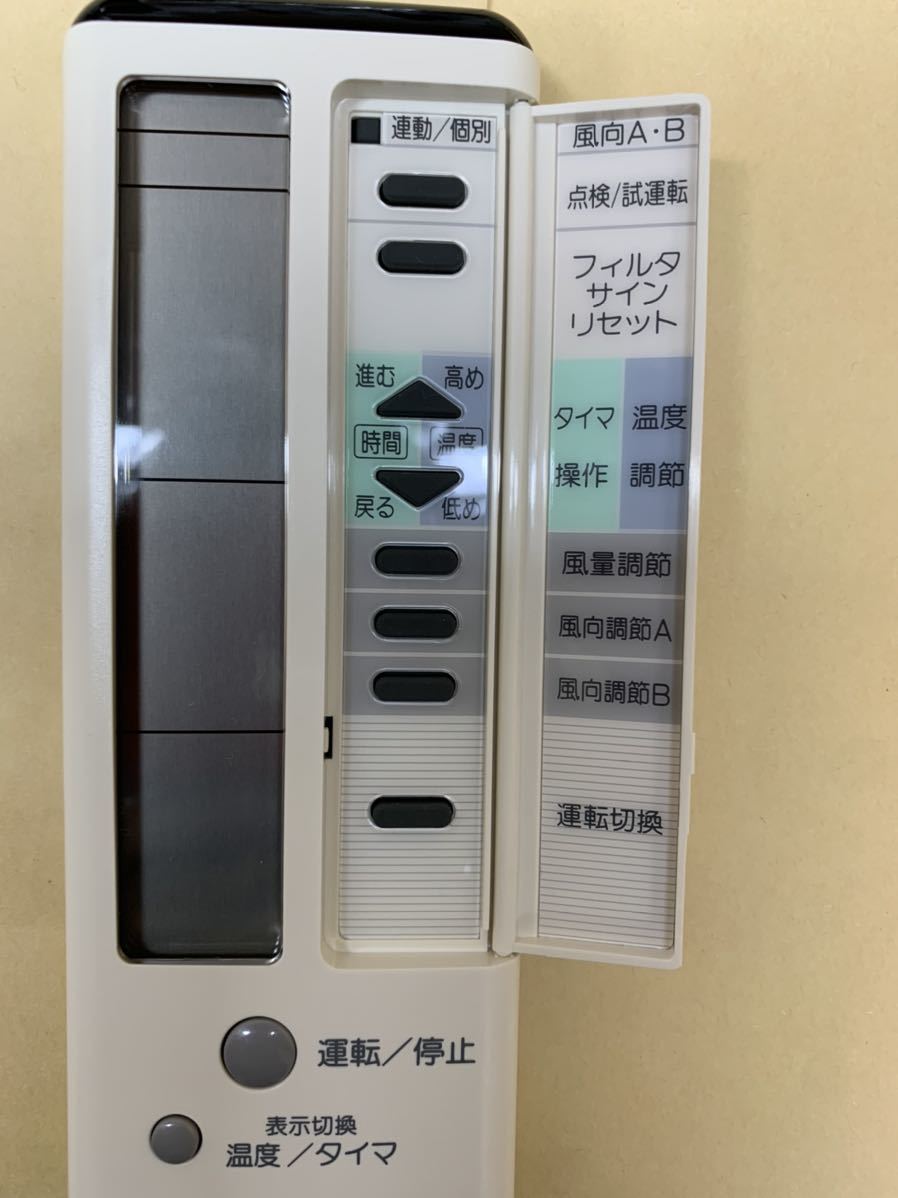 連動/個別
進む 高め
時間 温度
戻る 低め
風向A・B
点検/試運転
フィルタ
サイン
リセット
タイマ 温度
操作 調節
風量調節
風向調節A
風向調節B
運転切換
運転/停止
表示切換
温度/タイマ